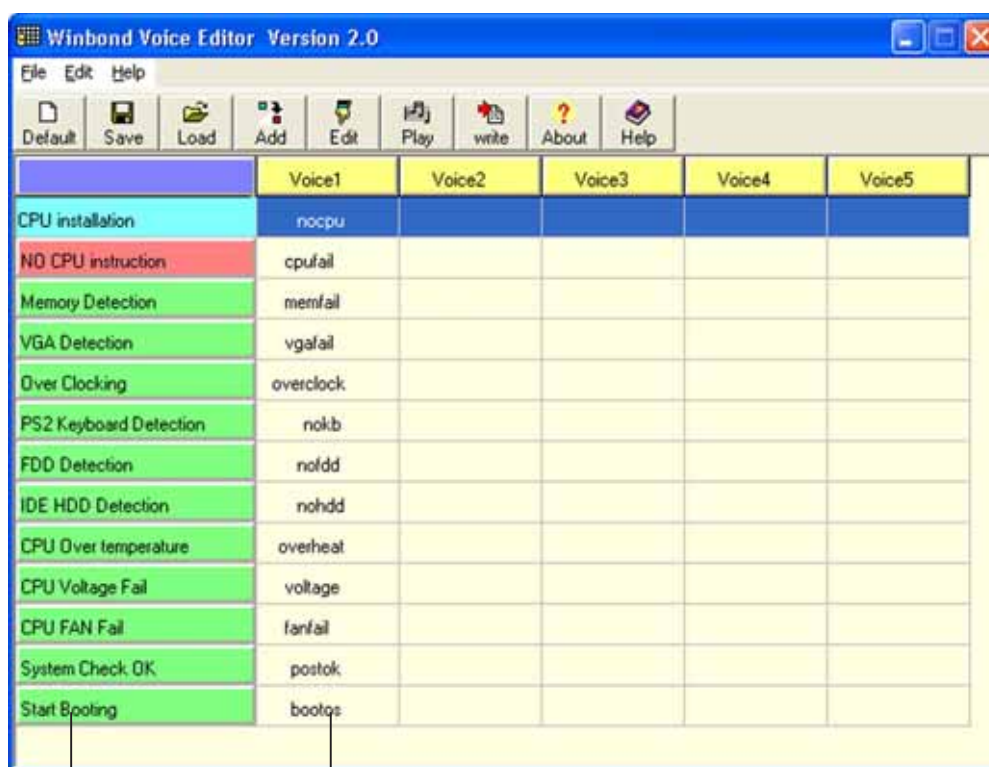 Winbond Voice Editor Version 2.0
File Edit Help
Default Save Load Add Edit Play write About Help
Voice1 Voice2 Voice3 Voice4 Voice5
CPU installation nocpu
NO CPU instruction cpufail
Memory Detection memfail
VGA Detection vgafail
Over Clocking overclock
PS2 Keyboard Detection nokb
FDD Detection nofdd
IDE HDD Detection nohdd
CPU Over temperature overheat
CPU Voltage Fail voltage
CPU FAN Fail fanfail
System Check OK postok
Start Booting bootos